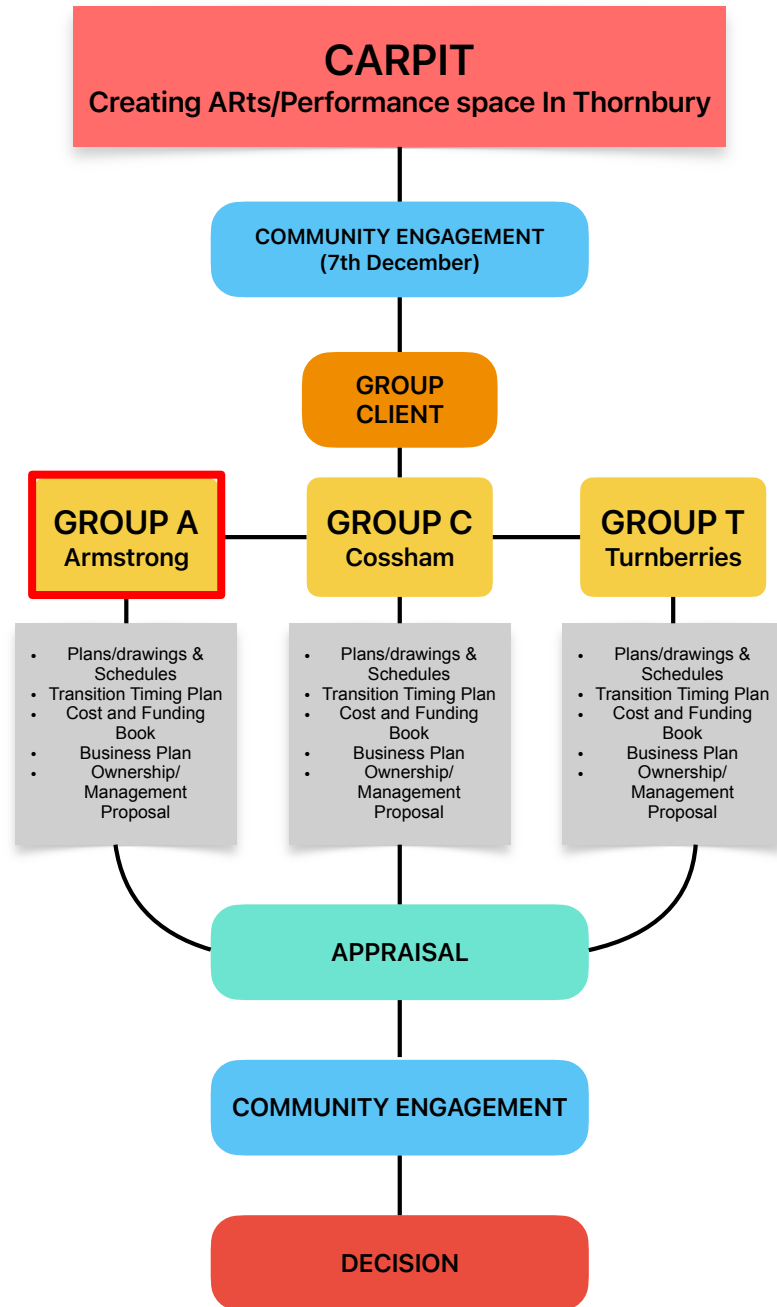 CARPIT
Creating ARts/Performance space In Thornbury
COMMUNITY ENGAGEMENT
(7th December)
GROUP
CLIENT
GROUP A
Armstrong
GROUP C
Cossham
GROUP T
Turnberries
• Plans/drawings &
Schedules
• Transition Timing Plan
• Cost and Funding
Book
• Business Plan
• Ownership/
Management
Proposal
• Plans/drawings &
Schedules
• Transition Timing Plan
• Cost and Funding
Book
• Business Plan
• Ownership/
Management
Proposal
• Plans/drawings &
Schedules
• Transition Timing Plan
• Cost and Funding
Book
• Business Plan
• Ownership/
Management
Proposal
APPRAISAL
COMMUNITY ENGAGEMENT
DECISION